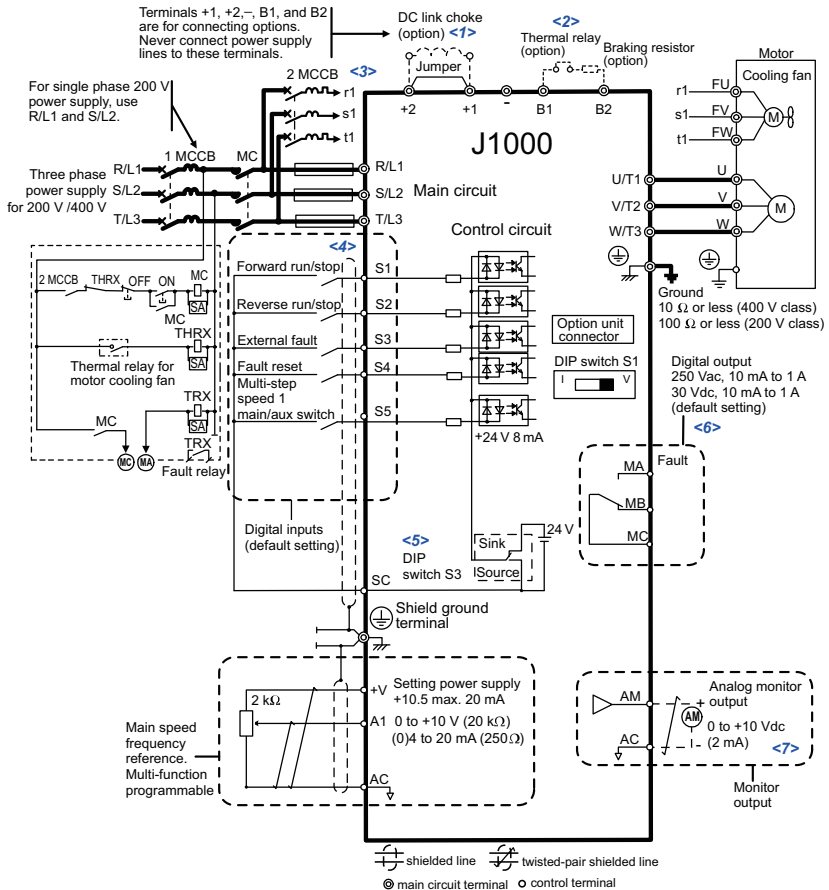 Terminals +1, +2,–, B1, and B2
are for connecting options.
Never connect power supply
lines to these terminals.
DC link choke
(option) <1>
Jumper
+2
+1
-
<2>
Thermal relay
(option)
Braking resistor
(option)
B1
B2
Motor
Cooling fan
r1
FU
s1
FV
t1
FW
M
For single phase 200 V
power supply, use
R/L1 and S/L2.
2 MCCB <3>
r1
s1
t1
J1000
1 MCCB
MC
R/L1
Three phase
power supply
for 200 V /400 V
S/L2
T/L3
R/L1
S/L2
T/L3
Main circuit
U/T1
V/T2
W/T3
U
V
W
M
Ground
10 Ω or less (400 V class)
100 Ω or less (200 V class)
Control circuit
<4>
Forward run/stop
S1
Reverse run/stop
S2
External fault
S3
Fault reset
S4
Multi-step
speed 1
main/aux switch
S5
+24 V 8 mA
Option unit
connector
DIP switch S1
I
V
2 MCCB
THRX
OFF
ON
MC
SA
MC
THRX
SA
Thermal relay for
motor cooling fan
TRX
SA
MC
TRX
MC
MA
Fault relay
Digital output
250 Vac, 10 mA to 1 A
30 Vdc, 10 mA to 1 A
(default setting)
<6>
MA
Fault
MB
MC
Digital inputs
(default setting)
<5>
DIP
switch S3
Sink
Source
24 V
SC
Shield ground
terminal
Main speed
frequency
reference.
Multi-function
programmable
2 kΩ
+V
Setting power supply
+10.5 max. 20 mA
A1
0 to +10 V (20 kΩ)
(0)4 to 20 mA (250Ω)
AC
AM
Analog monitor
output
+
AM
0 to +10 Vdc
(2 mA)
<7>
AC
-
Monitor
output
shielded line
twisted-pair shielded line
main circuit terminal
control terminal